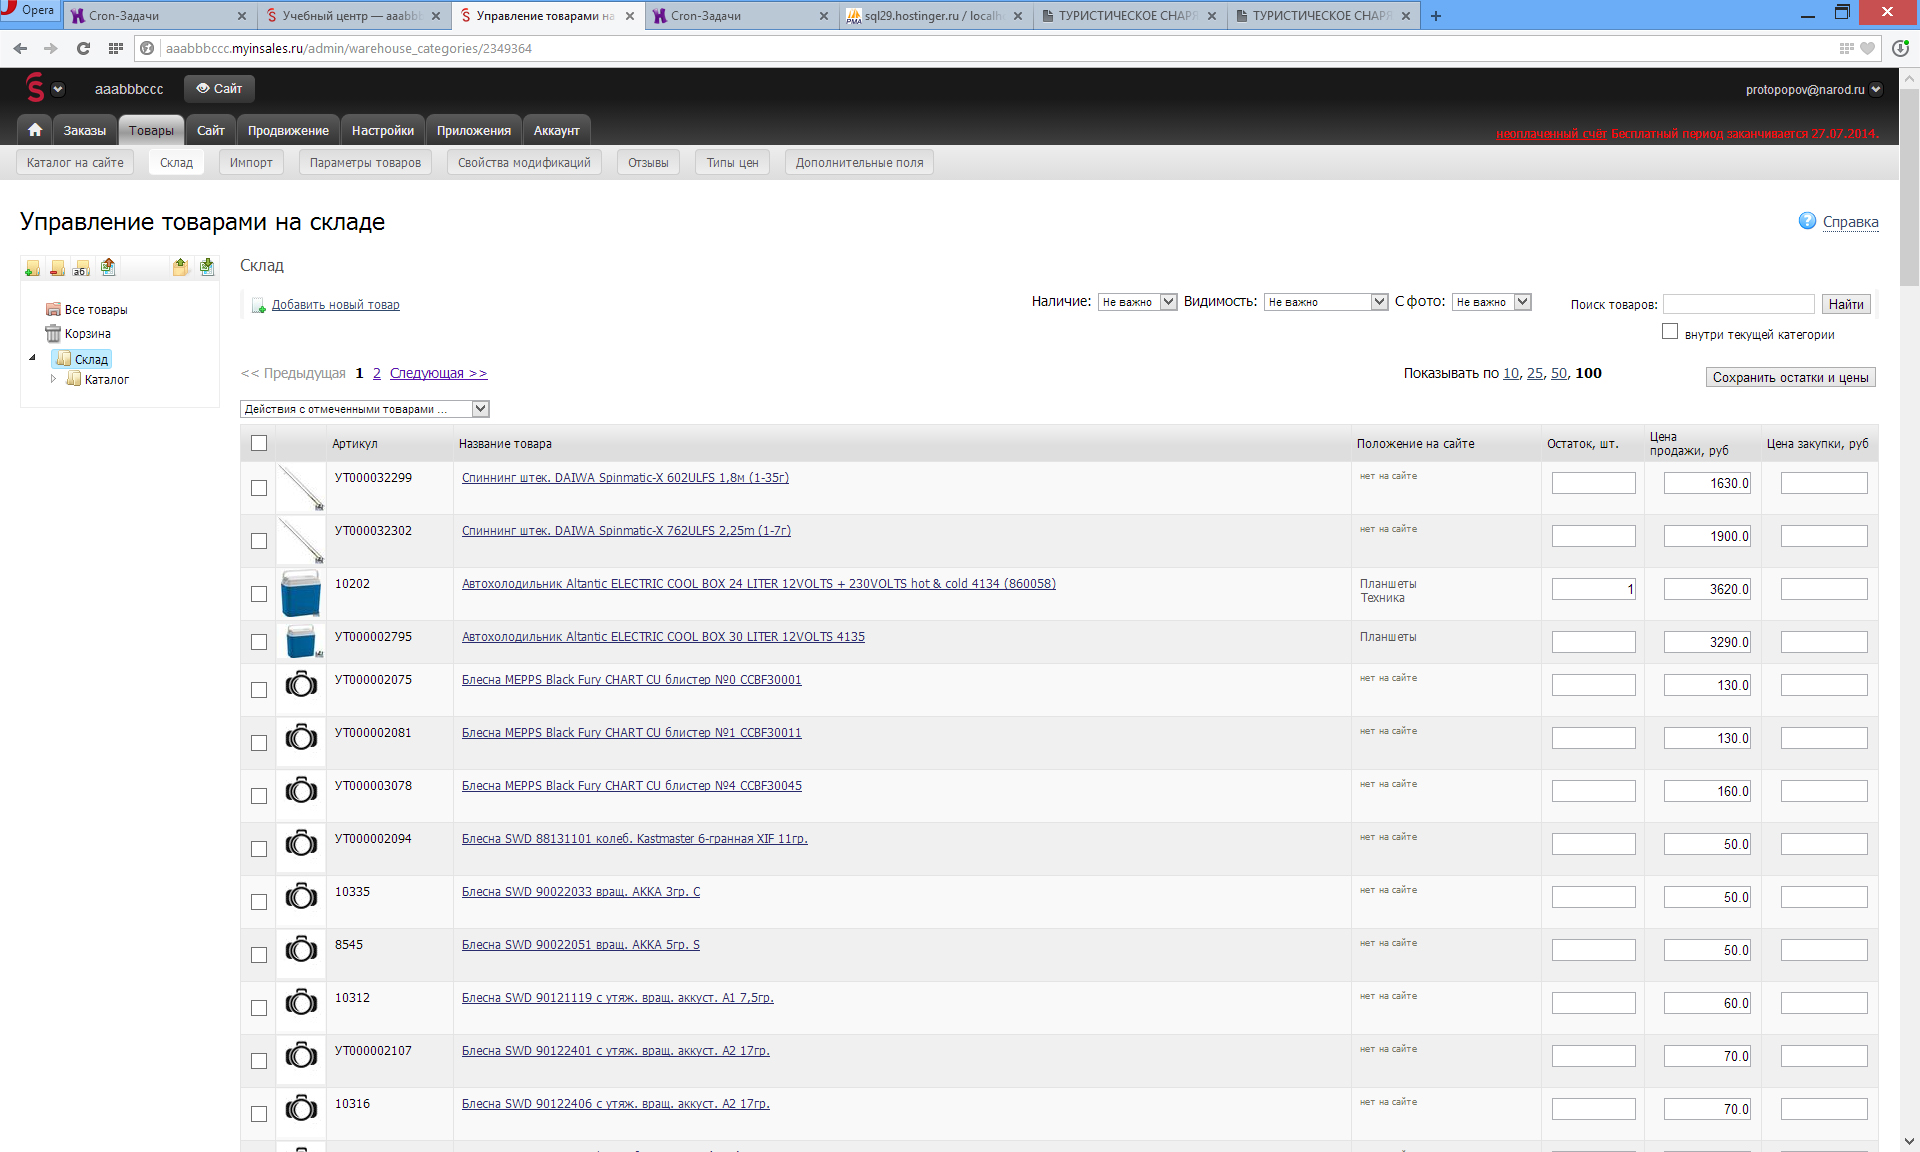 Opera
Cron-Задачи
Учебный центр — aaabbb
Управление товарами на
Cron-Задачи
sql29.hostinger.ru / localh
ТУРИСТИЧЕСКОЕ СНАРЯ
ТУРИСТИЧЕСКОЕ СНАРЯ
aaabbbccc.myinsales.ru/admin/warehouse_categories/2349364
aaabbbccc
Сайт
protopopov@narod.ru
Заказы
Товары
Сайт
Продвижение
Настройки
Приложения
Аккаунт
неоплаченный счёт Бесплатный период заканчивается 27.07.2014.
Каталог на сайте
Склад
Импорт
Параметры товаров
Свойства модификаций
Отзывы
Типы цен
Дополнительные поля
Управление товарами на складе
Справка
Все товары
Корзина
Склад
Каталог
Склад
Добавить новый товар
Наличие: Не важно Видимость: Не важно С фото: Не важно
Поиск товаров: Найти
внутри текущей категории
<< Предыдущая 1 2 Следующая >>
Показывать по 10, 25, 50, 100
Сохранить остатки и цены
Действия с отмеченными товарами ...
Артикул Название товара Положение на сайте Остаток, шт. Цена продажи, руб Цена закупки, руб
УТ000032299 Спиннинг штек. DAIWA Spinmatic-X 602ULFS 1,8м (1-35г) нет на сайте 1630.0
УТ000032302 Спиннинг штек. DAIWA Spinmatic-X 762ULFS 2,25m (1-7г) нет на сайте 1900.0
10202 Автохолодильник Altantic ELECTRIC COOL BOX 24 LITER 12VOLTS + 230VOLTS hot & cold 4134 (860058) Планшеты 1 3620.0
Техника
УТ000002795 Автохолодильник Altantic ELECTRIC COOL BOX 30 LITER 12VOLTS 4135 Планшеты 3290.0
УТ000002075 Блесна MEPPS Black Fury CHART CU блистер №0 CCBF30001 нет на сайте 130.0
УТ000002081 Блесна MEPPS Black Fury CHART CU блистер №1 CCBF30011 нет на сайте 130.0
УТ000003078 Блесна MEPPS Black Fury CHART CU блистер №4 CCBF30045 нет на сайте 160.0
УТ000002094 Блесна SWD 88131101 колеб. Kastmaster 6-гранная XIF 11гр. нет на сайте 50.0
10335 Блесна SWD 90022033 вращ. AKKA 3гр. C нет на сайте 50.0
8545 Блесна SWD 90022051 вращ. AKKA 5гр. S нет на сайте 50.0
10312 Блесна SWD 90121119 с утяж. вращ. аккуст. А1 7,5гр. нет на сайте 60.0
УТ000002107 Блесна SWD 90122401 с утяж. вращ. аккуст. А2 17гр. нет на сайте 70.0
10316 Блесна SWD 90122406 с утяж. вращ. аккуст. А2 17гр. нет на сайте 70.0